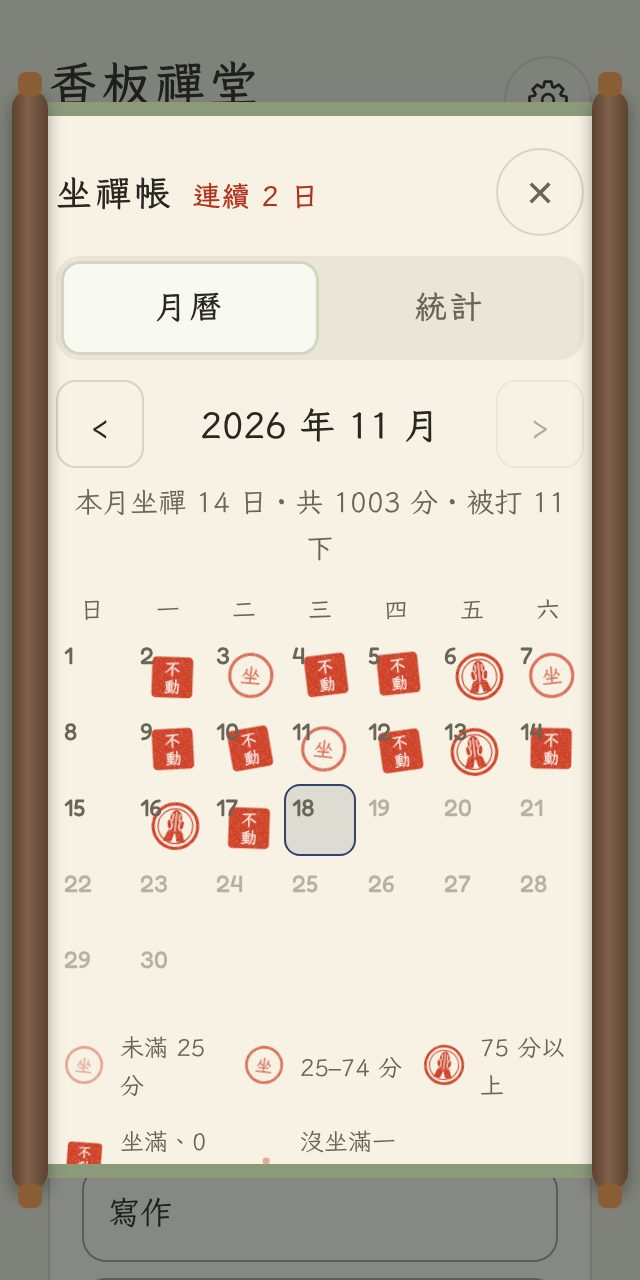 香板禪堂
坐禪帳 連續 2 日 ×
月曆 統計
< 2026 年 11 月 >
本月坐禪 14 日・共 1003 分・被打 11
下
日 一 二 三 四 五 六
1 2 不動 3 坐 4 不動 5 不動 6 7 坐
8 9 不動 10 不動 11 坐 12 不動 13 14 不動
15 16 17 不動 18 19 20 21
22 23 24 25 26 27 28
29 30
坐 未滿 25 分 坐 25–74 分 75 分以上
不動 坐滿、0 沒坐滿一
寫作